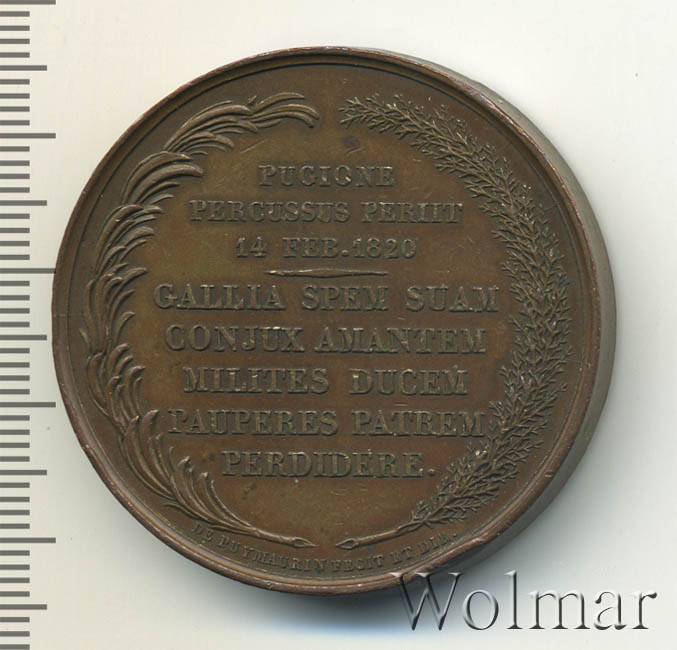 PUGIONE
PERCUSSUS PERIIT
14 FEB. 1820
GALLIA SPEM SUAM
CONJUX AMANTEM
MILITES DUCEM
PAUPERES PATREM
PERDIDERE.
DE PUYMAURIN FECIT ET DIR.
Wolmar